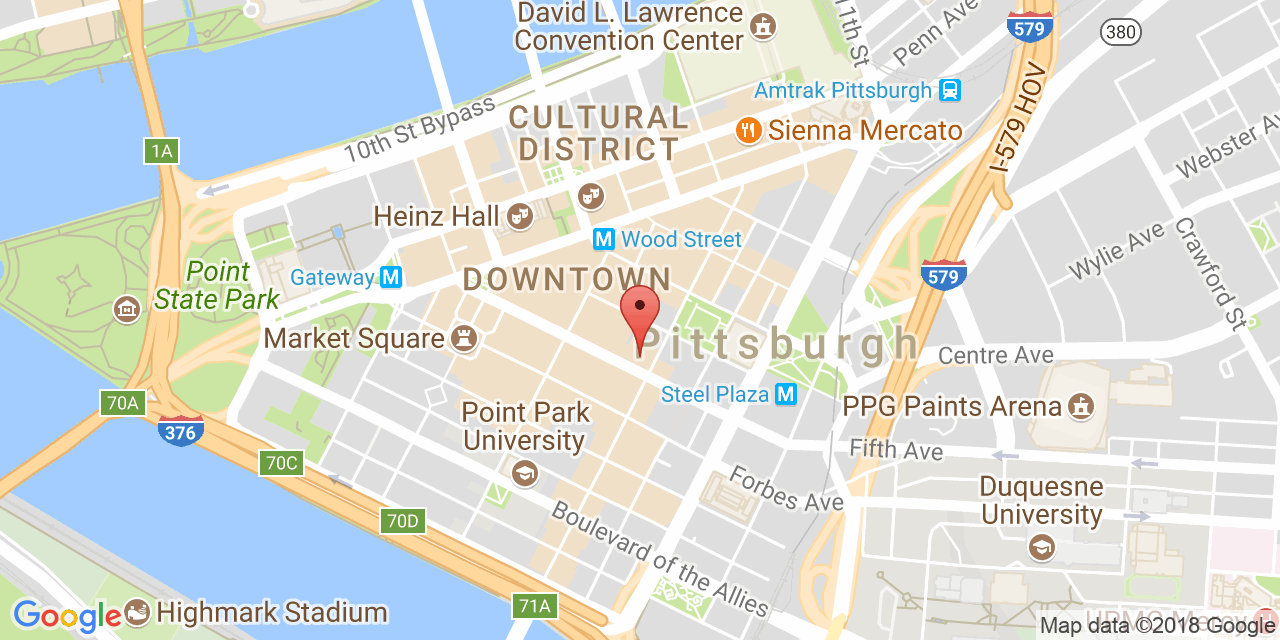 David L. Lawrence
Convention Center
11th St
Penn Ave
579
380
I-579 HOV
Amtrak Pittsburgh
10th St Bypass
CULTURAL
DISTRICT
Sienna Mercato
1A
Webster Ave
Heinz Hall
M Wood Street
Wylie Ave
Crawford St
Point
State Park
Gateway M
DOWNTOWN
579
Market Square
Pittsburgh
Centre Ave
Steel Plaza M
70A
376
Point Park
University
PPG Paints Arena
Fifth Ave
70C
Forbes Ave
Duquesne
University
70D
Boulevard of the Allies
71A
Google
Highmark Stadium
Map data ©2018 Google